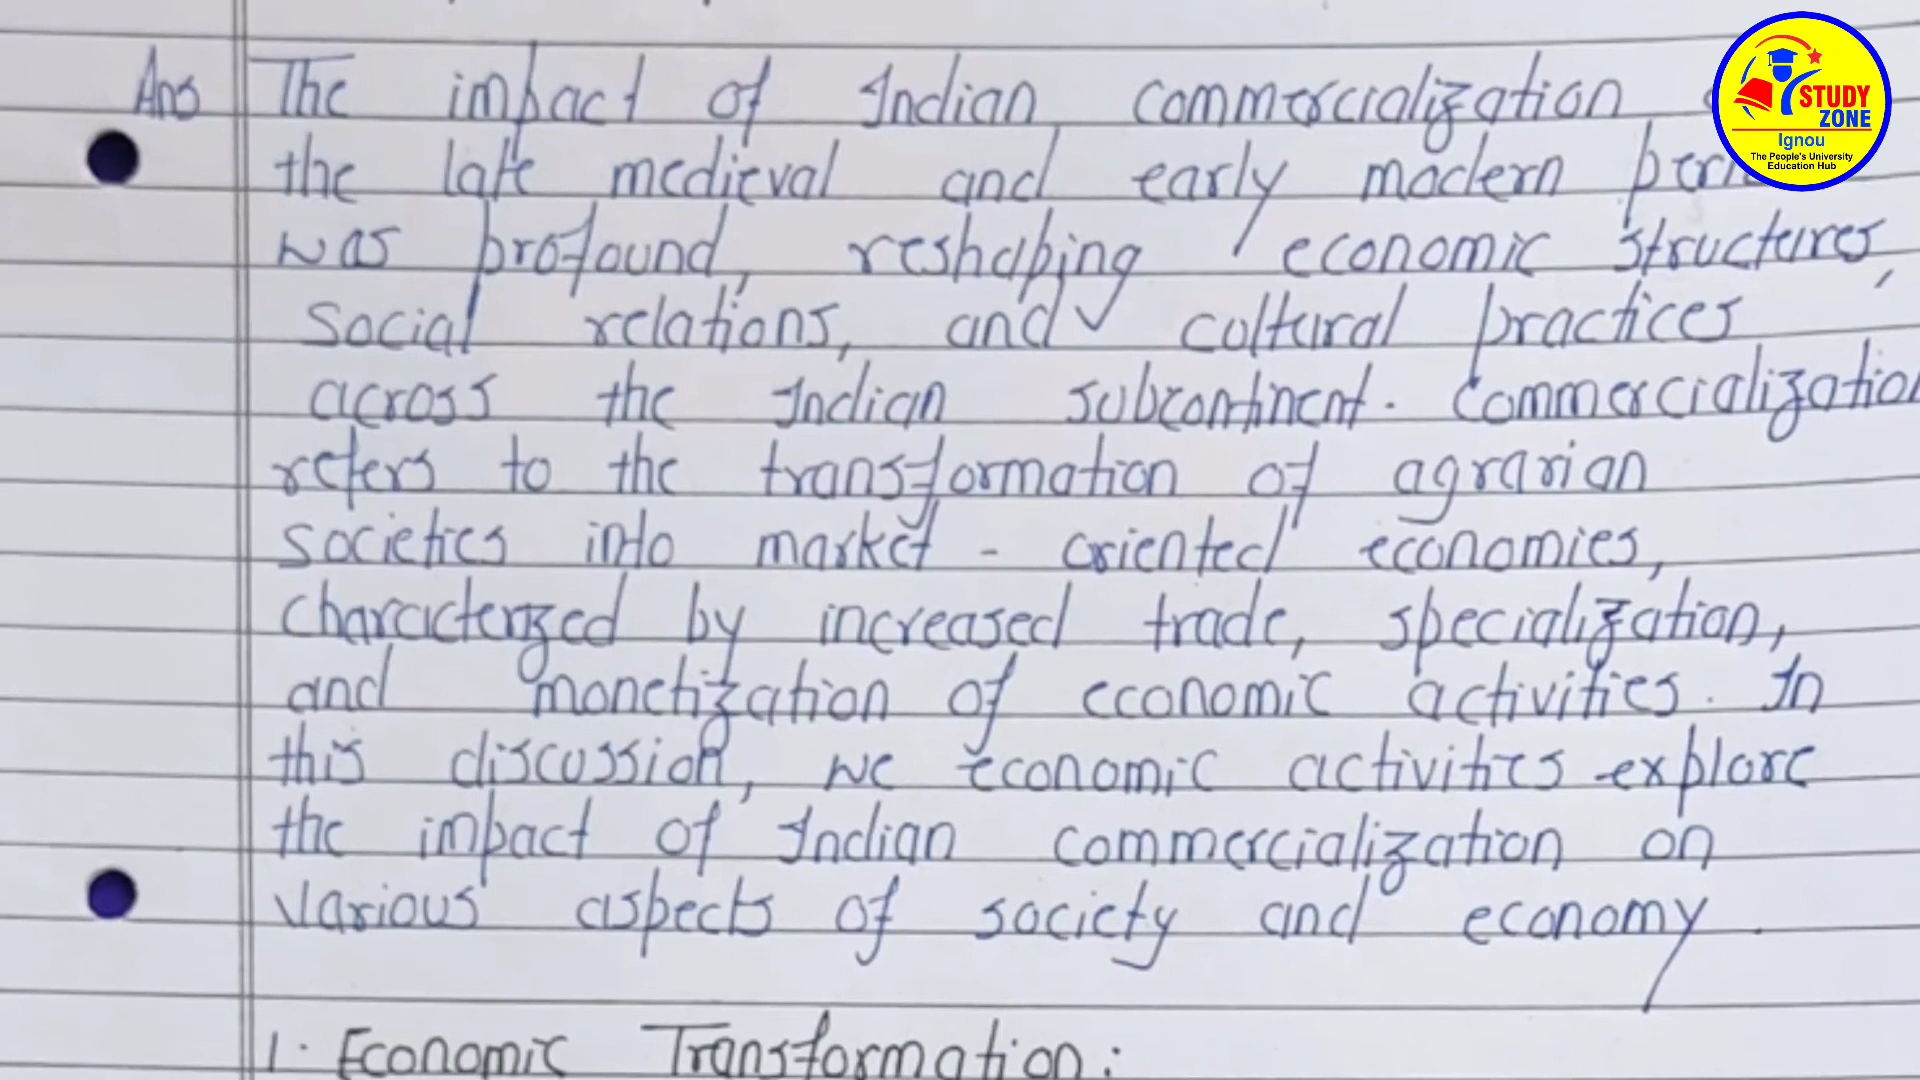 Ans The impact of Indian commercialization
the late medieval and early modern
was profound, reshaping economic structures,
social relations, and cultural practices
across the Indian subcontinent. Commercialization
refers to the transformation of agrarian
societies into market - oriented economies,
characterized by increased trade, specialization,
and monetization of economic activities. In
this discussion, we economic activities explore
the impact of Indian commercialization on
various aspects of society and economy.
1. Economic Transformation:
STUDY
ZONE
Ignou
The People's University
Education Hub